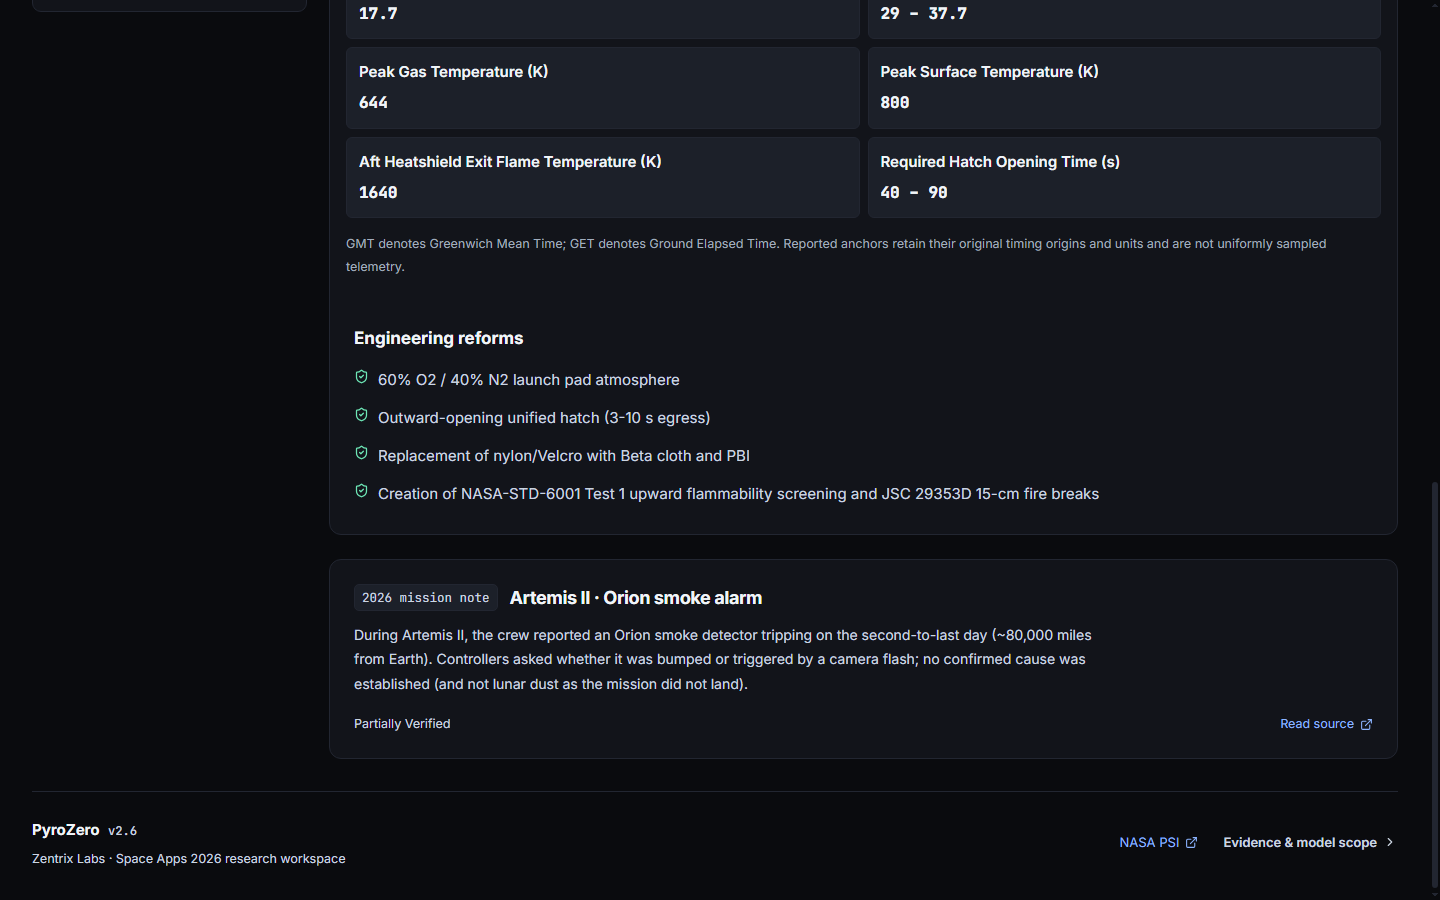 17.7
29 – 37.7
Peak Gas Temperature (K)
644
Peak Surface Temperature (K)
800
Aft Heatshield Exit Flame Temperature (K)
1640
Required Hatch Opening Time (s)
40 – 90
GMT denotes Greenwich Mean Time; GET denotes Ground Elapsed Time. Reported anchors retain their original timing origins and units and are not uniformly sampled
telemetry.
Engineering reforms
60% O2 / 40% N2 launch pad atmosphere
Outward-opening unified hatch (3-10 s egress)
Replacement of nylon/Velcro with Beta cloth and PBI
Creation of NASA-STD-6001 Test 1 upward flammability screening and JSC 29353D 15-cm fire breaks
2026 mission note
Artemis II · Orion smoke alarm
During Artemis II, the crew reported an Orion smoke detector tripping on the second-to-last day (~80,000 miles
from Earth). Controllers asked whether it was bumped or triggered by a camera flash; no confirmed cause was
established (and not lunar dust as the mission did not land).
Partially Verified
Read source
PyroZero v2.6
Zentrix Labs · Space Apps 2026 research workspace
NASA PSI
Evidence & model scope